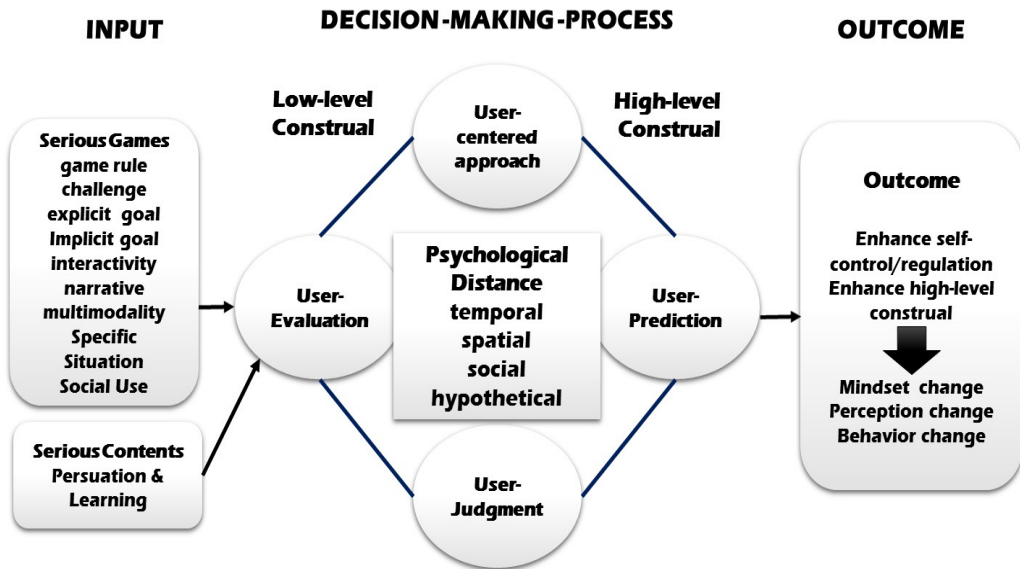 INPUT
DECISION-MAKING-PROCESS
OUTCOME
Serious Games
game rule
challenge
explicit goal
Implicit goal
interactivity
narrative
multimodality
Specific
Situation
Social Use
Serious Contents
Persuation &
Learning
Low-level
Construal
User-
centered
approach
High-level
Construal
User-
Evaluation
Psychological
Distance
temporal
spatial
social
hypothetical
User-
Prediction
User-
Judgment
Outcome
Enhance self-
control/regulation
Enhance high-level
construal
Mindset change
Perception change
Behavior change